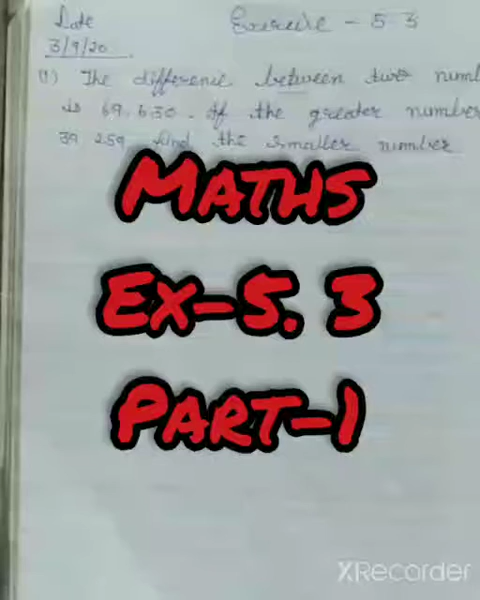 Date
Exercise - 5 3
3/9/20
(1) The difference between two numb
is 69,630. If the greater number
39 259 find the smaller number
MATHS
EX-5. 3
PART-1
XRecorder